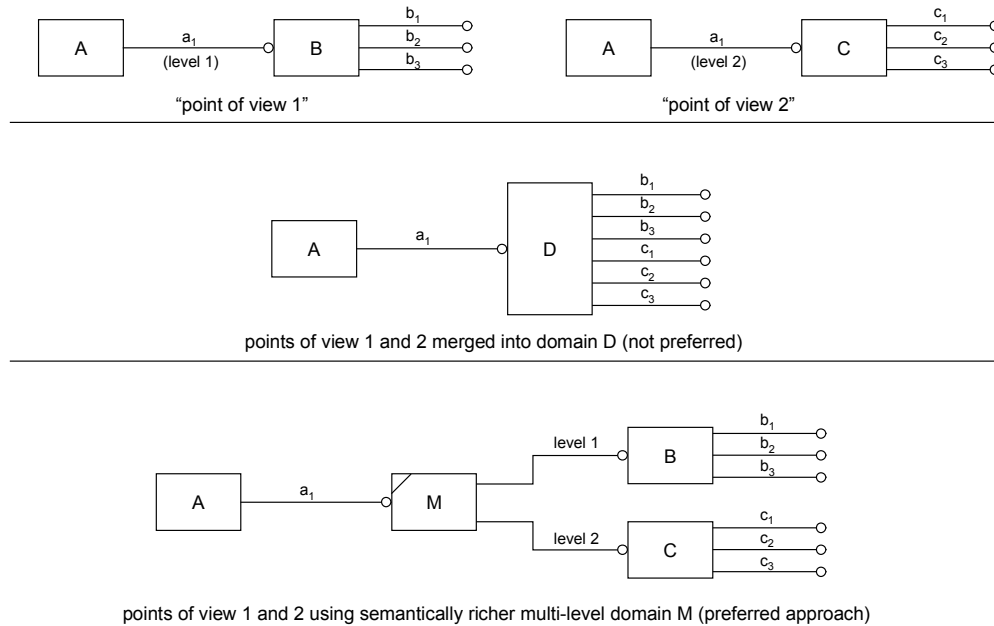 A
a1
(level 1)
B
b1
b2
b3
“point of view 1”
A
a1
(level 2)
C
c1
c2
c3
“point of view 2”
A
a1
D
b1
b2
b3
c1
c2
c3
points of view 1 and 2 merged into domain D (not preferred)
A
a1
M
level 1
B
b1
b2
b3
level 2
C
c1
c2
c3
points of view 1 and 2 using semantically richer multi-level domain M (preferred approach)